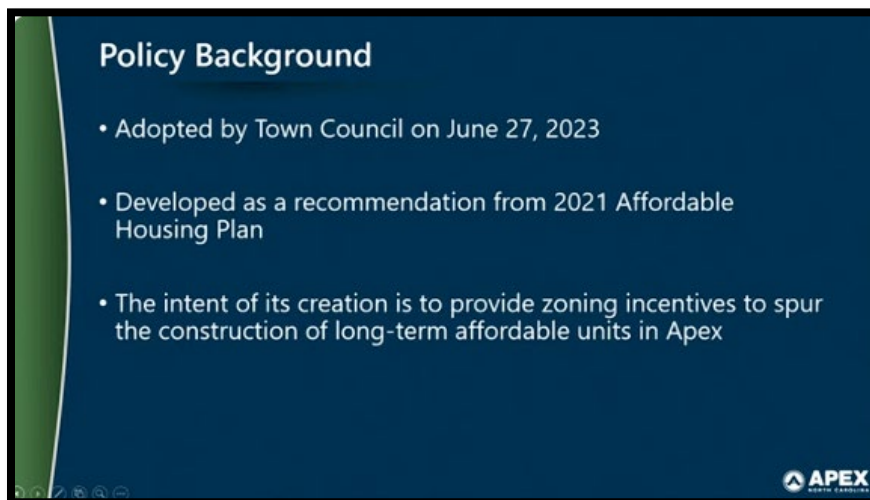 Policy Background
• Adopted by Town Council on June 27, 2023
• Developed as a recommendation from 2021 Affordable
Housing Plan
• The intent of its creation is to provide zoning incentives to spur
the construction of long-term affordable units in Apex
APEX
NORTH CAROLINA